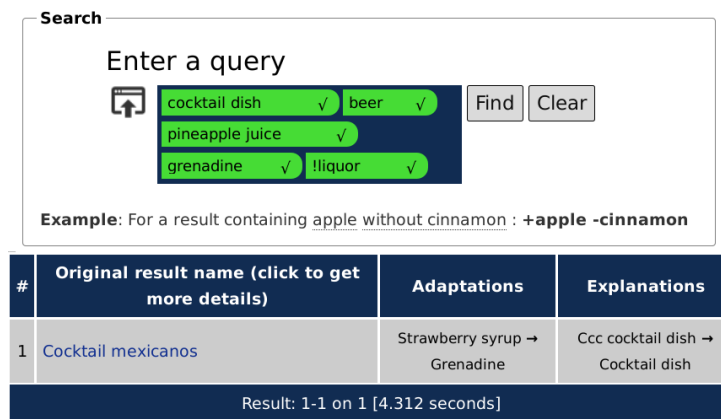 Search
Enter a query
cocktail dish √ beer √
pineapple juice √
grenadine √ !liquor √
Find Clear
Example: For a result containing apple without cinnamon : +apple -cinnamon
# Original result name (click to get more details) Adaptations Explanations
1 Cocktail mexicanos Strawberry syrup → Grenadine Ccc cocktail dish → Cocktail dish
Result: 1-1 on 1 [4.312 seconds]